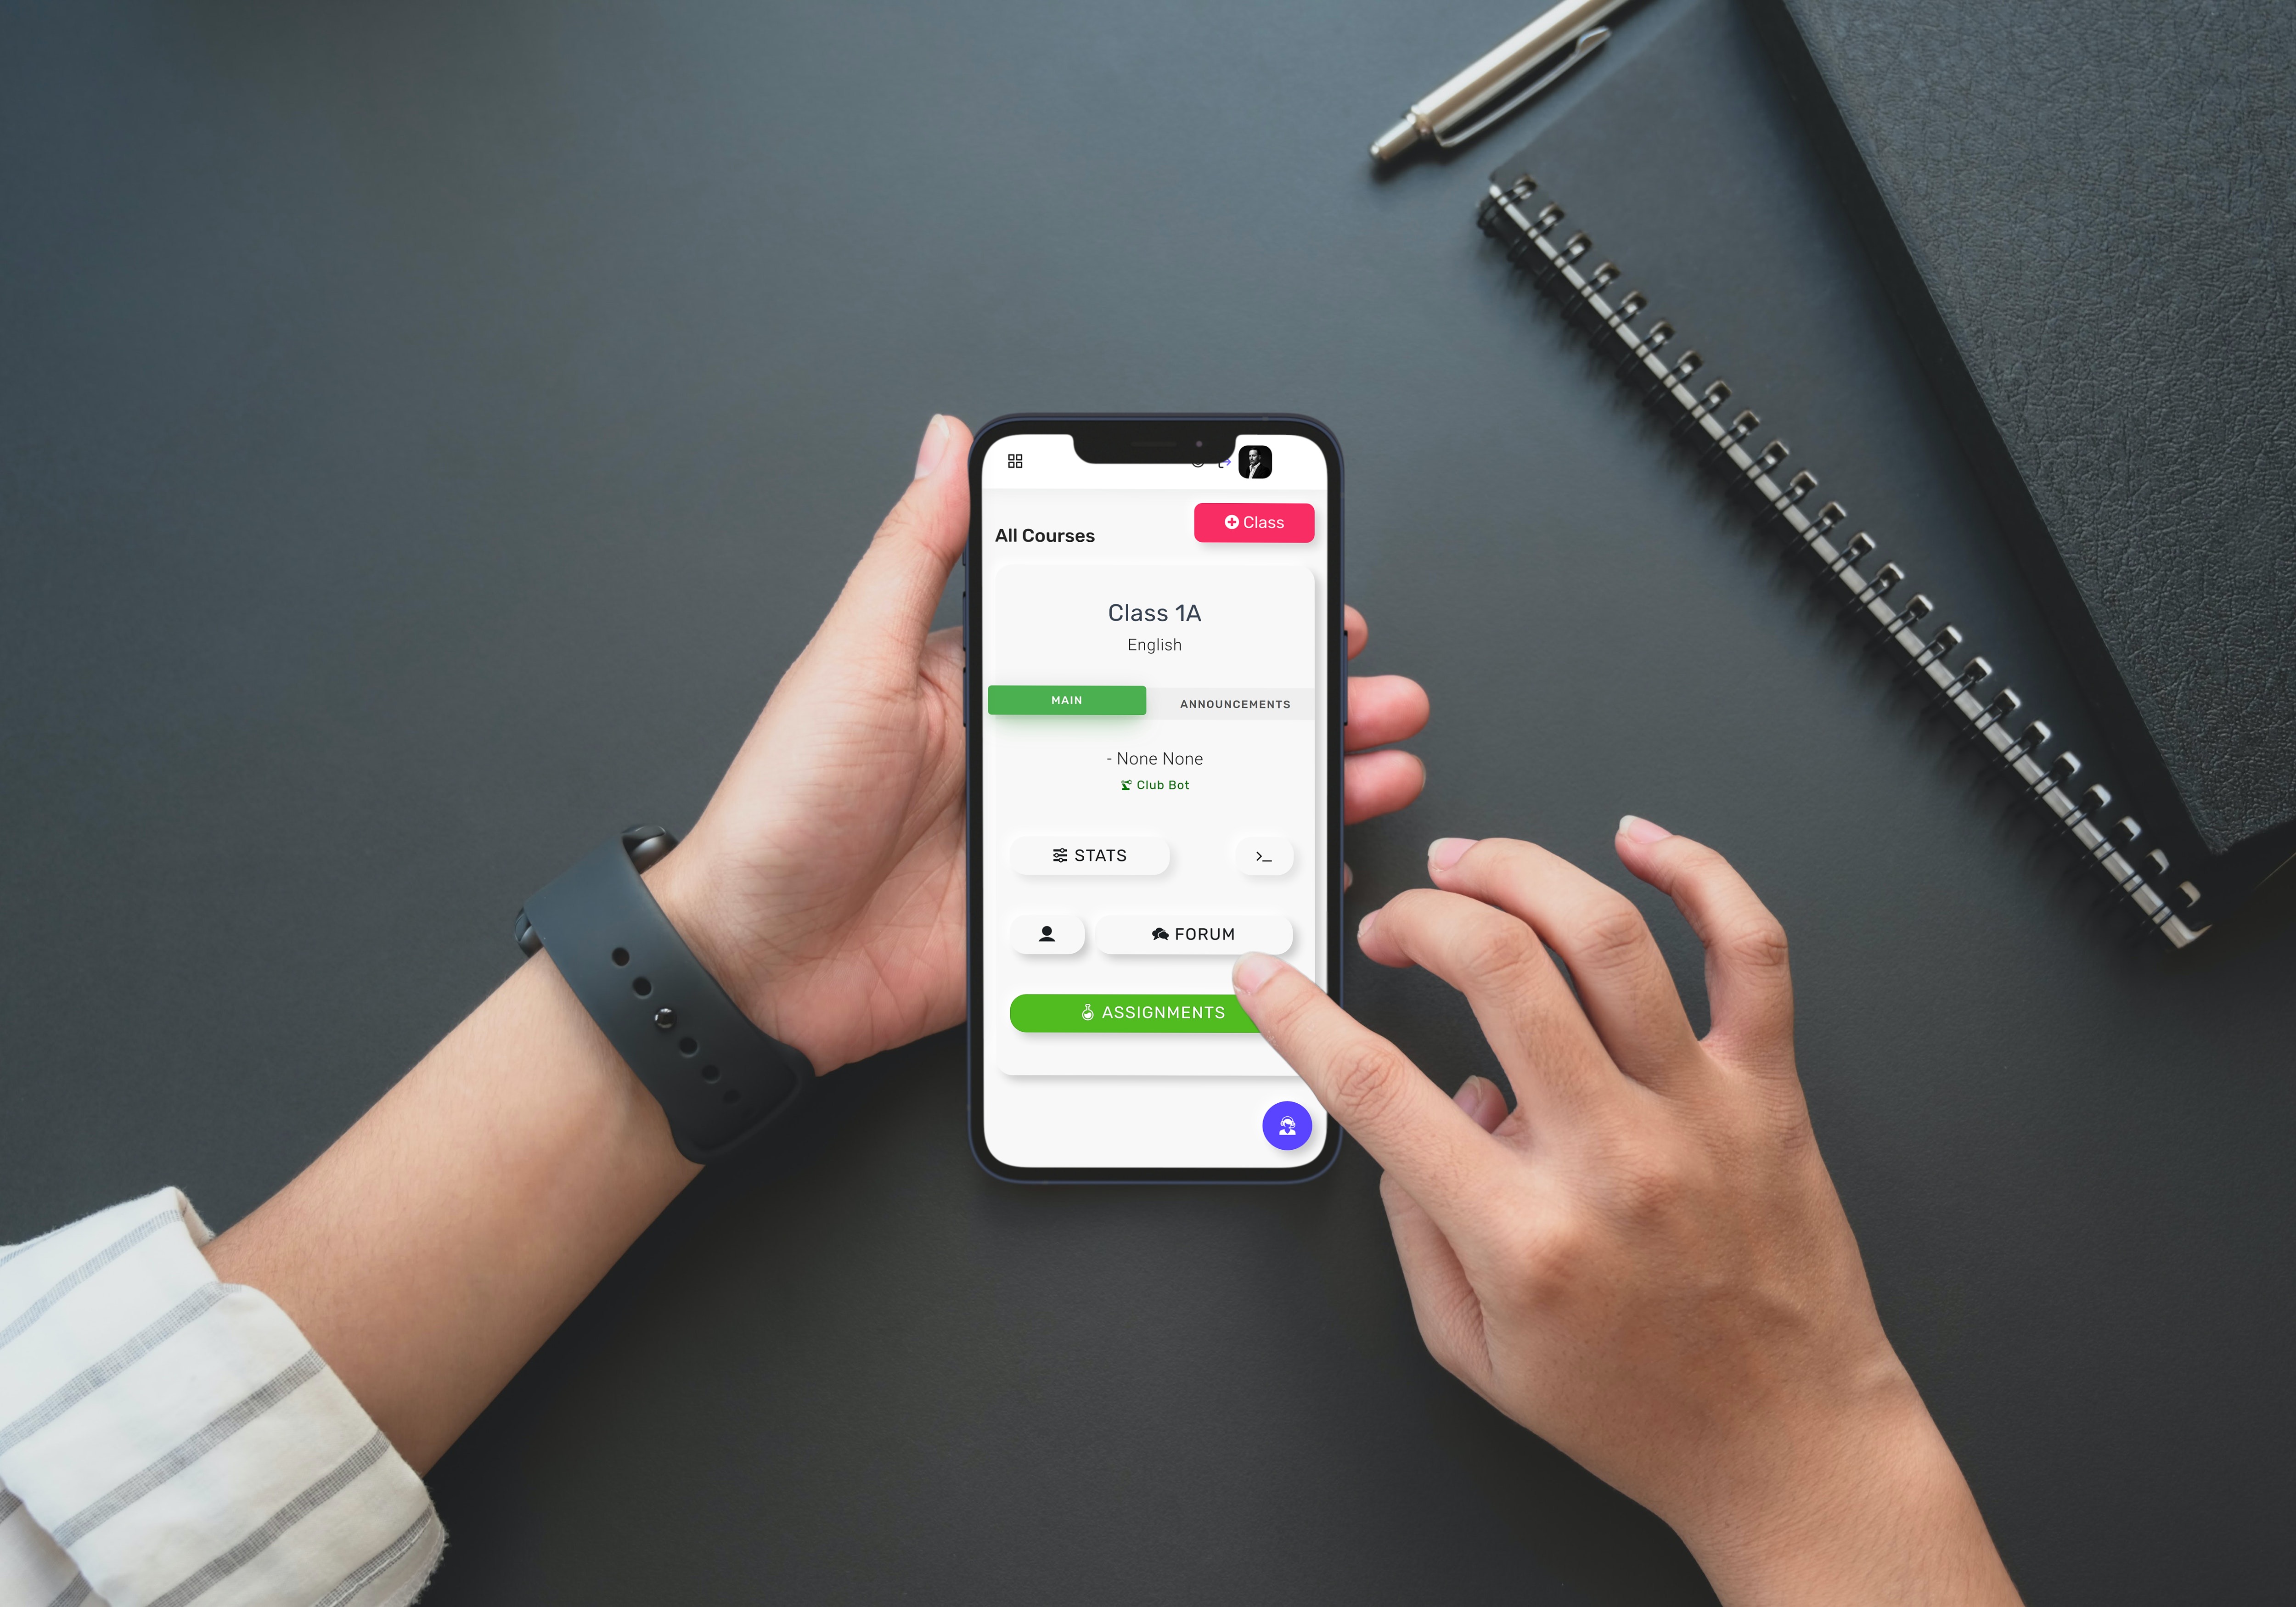 Class
All Courses
Class 1A
English
MAIN
ANNOUNCEMENTS
- None None
Club Bot
STATS
>_
FORUM
ASSIGNMENTS